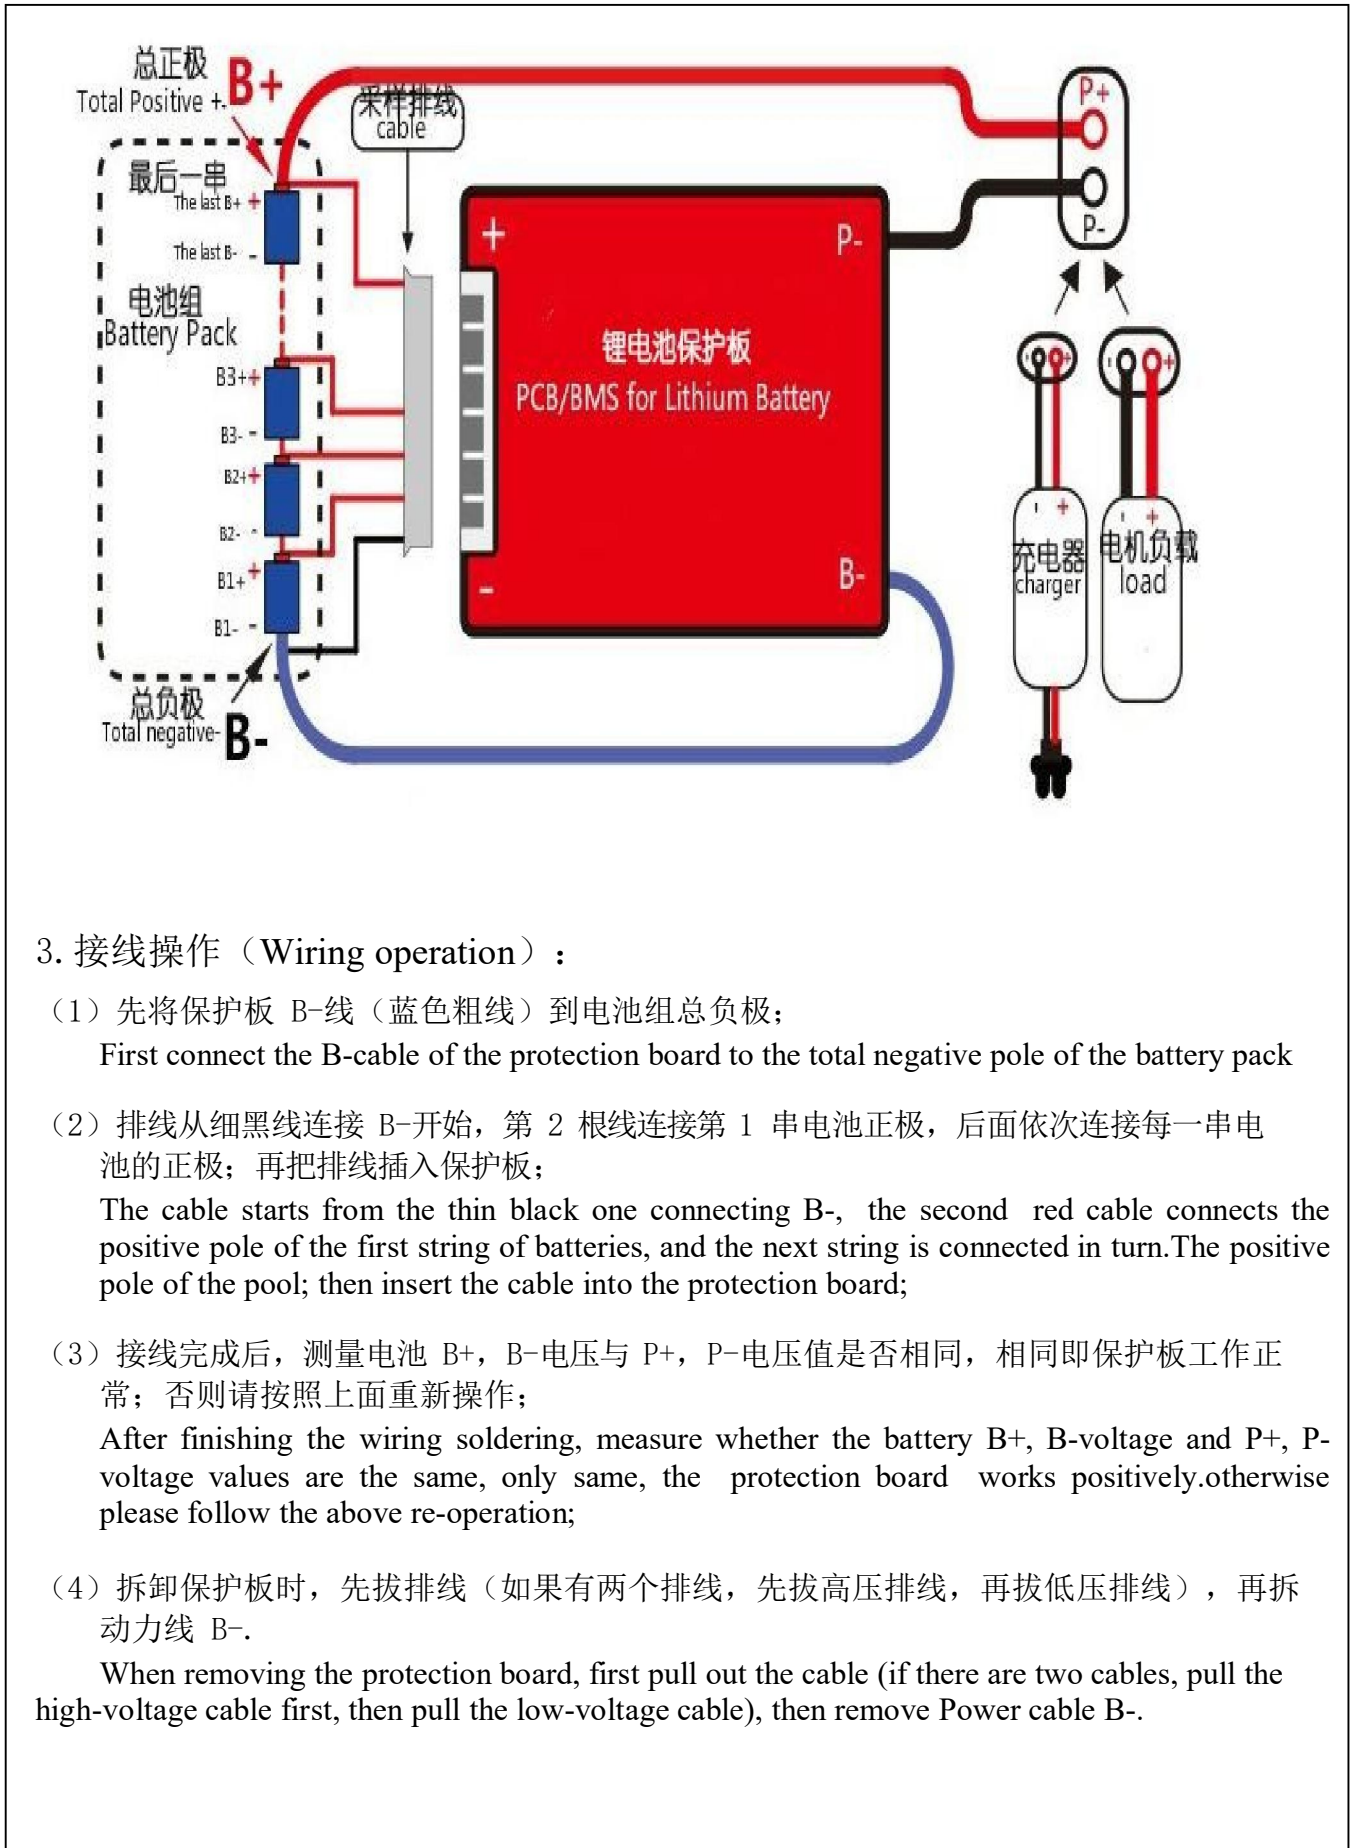 总正极
Total Positive +
B+
采样排线
cable
最后一串
The last B+ +
The last B- -
电池组
Battery Pack
B3+ +
B3- -
B2+ +
B2- -
B1+ +
B1- -
总负极
Total negative-
B-
+
P-
锂电池保护板
PCB/BMS for Lithium Battery
B-
-
P+
P-
- +
- +
- +
充电器
charger
- +
电机负载
load
3.接线操作（Wiring operation）：
（1）先将保护板 B-线（蓝色粗线）到电池组总负极；
First connect the B-cable of the protection board to the total negative pole of the battery pack
（2）排线从细黑线连接 B-开始，第 2 根线连接第 1 串电池正极，后面依次连接每一串电
池的正极；再把排线插入保护板；
The cable starts from the thin black one connecting B-, the second red cable connects the
positive pole of the first string of batteries, and the next string is connected in turn.The positive
pole of the pool; then insert the cable into the protection board;
（3）接线完成后，测量电池 B+，B-电压与 P+，P-电压值是否相同，相同即保护板工作正
常；否则请按照上面重新操作；
After finishing the wiring soldering, measure whether the battery B+, B-voltage and P+, P-
voltage values are the same, only same, the protection board works positively.otherwise
please follow the above re-operation;
（4）拆卸保护板时，先拔排线（如果有两个排线，先拔高压排线，再拔低压排线），再拆
动力线 B-.
When removing the protection board, first pull out the cable (if there are two cables, pull the
high-voltage cable first, then pull the low-voltage cable), then remove Power cable B-.